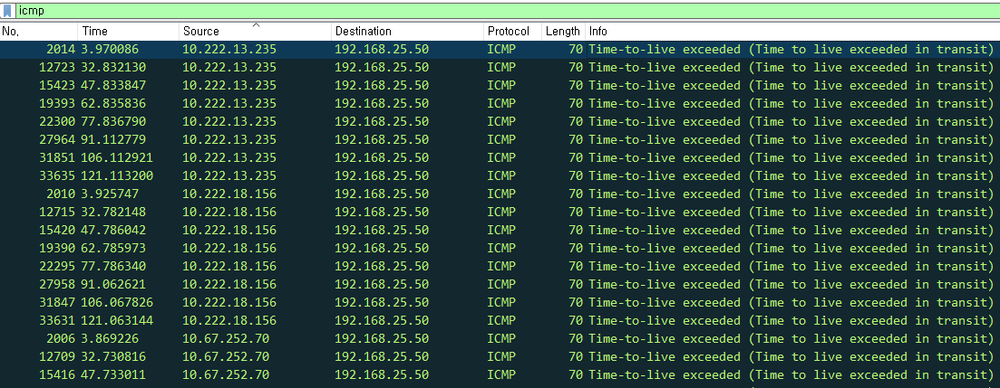 icmp
No. Time Source Destination Protocol Length Info
2014 3.970086 10.222.13.235 192.168.25.50 ICMP 70 Time-to-live exceeded (Time to live exceeded in transit)
12723 32.832130 10.222.13.235 192.168.25.50 ICMP 70 Time-to-live exceeded (Time to live exceeded in transit)
15423 47.833847 10.222.13.235 192.168.25.50 ICMP 70 Time-to-live exceeded (Time to live exceeded in transit)
19393 62.835836 10.222.13.235 192.168.25.50 ICMP 70 Time-to-live exceeded (Time to live exceeded in transit)
22300 77.836790 10.222.13.235 192.168.25.50 ICMP 70 Time-to-live exceeded (Time to live exceeded in transit)
27964 91.112779 10.222.13.235 192.168.25.50 ICMP 70 Time-to-live exceeded (Time to live exceeded in transit)
31851 106.112921 10.222.13.235 192.168.25.50 ICMP 70 Time-to-live exceeded (Time to live exceeded in transit)
33635 121.113200 10.222.13.235 192.168.25.50 ICMP 70 Time-to-live exceeded (Time to live exceeded in transit)
2010 3.925747 10.222.18.156 192.168.25.50 ICMP 70 Time-to-live exceeded (Time to live exceeded in transit)
12715 32.782148 10.222.18.156 192.168.25.50 ICMP 70 Time-to-live exceeded (Time to live exceeded in transit)
15420 47.786042 10.222.18.156 192.168.25.50 ICMP 70 Time-to-live exceeded (Time to live exceeded in transit)
19390 62.785973 10.222.18.156 192.168.25.50 ICMP 70 Time-to-live exceeded (Time to live exceeded in transit)
22295 77.786340 10.222.18.156 192.168.25.50 ICMP 70 Time-to-live exceeded (Time to live exceeded in transit)
27958 91.062621 10.222.18.156 192.168.25.50 ICMP 70 Time-to-live exceeded (Time to live exceeded in transit)
31847 106.067826 10.222.18.156 192.168.25.50 ICMP 70 Time-to-live exceeded (Time to live exceeded in transit)
33631 121.063144 10.222.18.156 192.168.25.50 ICMP 70 Time-to-live exceeded (Time to live exceeded in transit)
2006 3.869226 10.67.252.70 192.168.25.50 ICMP 70 Time-to-live exceeded (Time to live exceeded in transit)
12709 32.730816 10.67.252.70 192.168.25.50 ICMP 70 Time-to-live exceeded (Time to live exceeded in transit)
15416 47.733011 10.67.252.70 192.168.25.50 ICMP 70 Time-to-live exceeded (Time to live exceeded in transit)